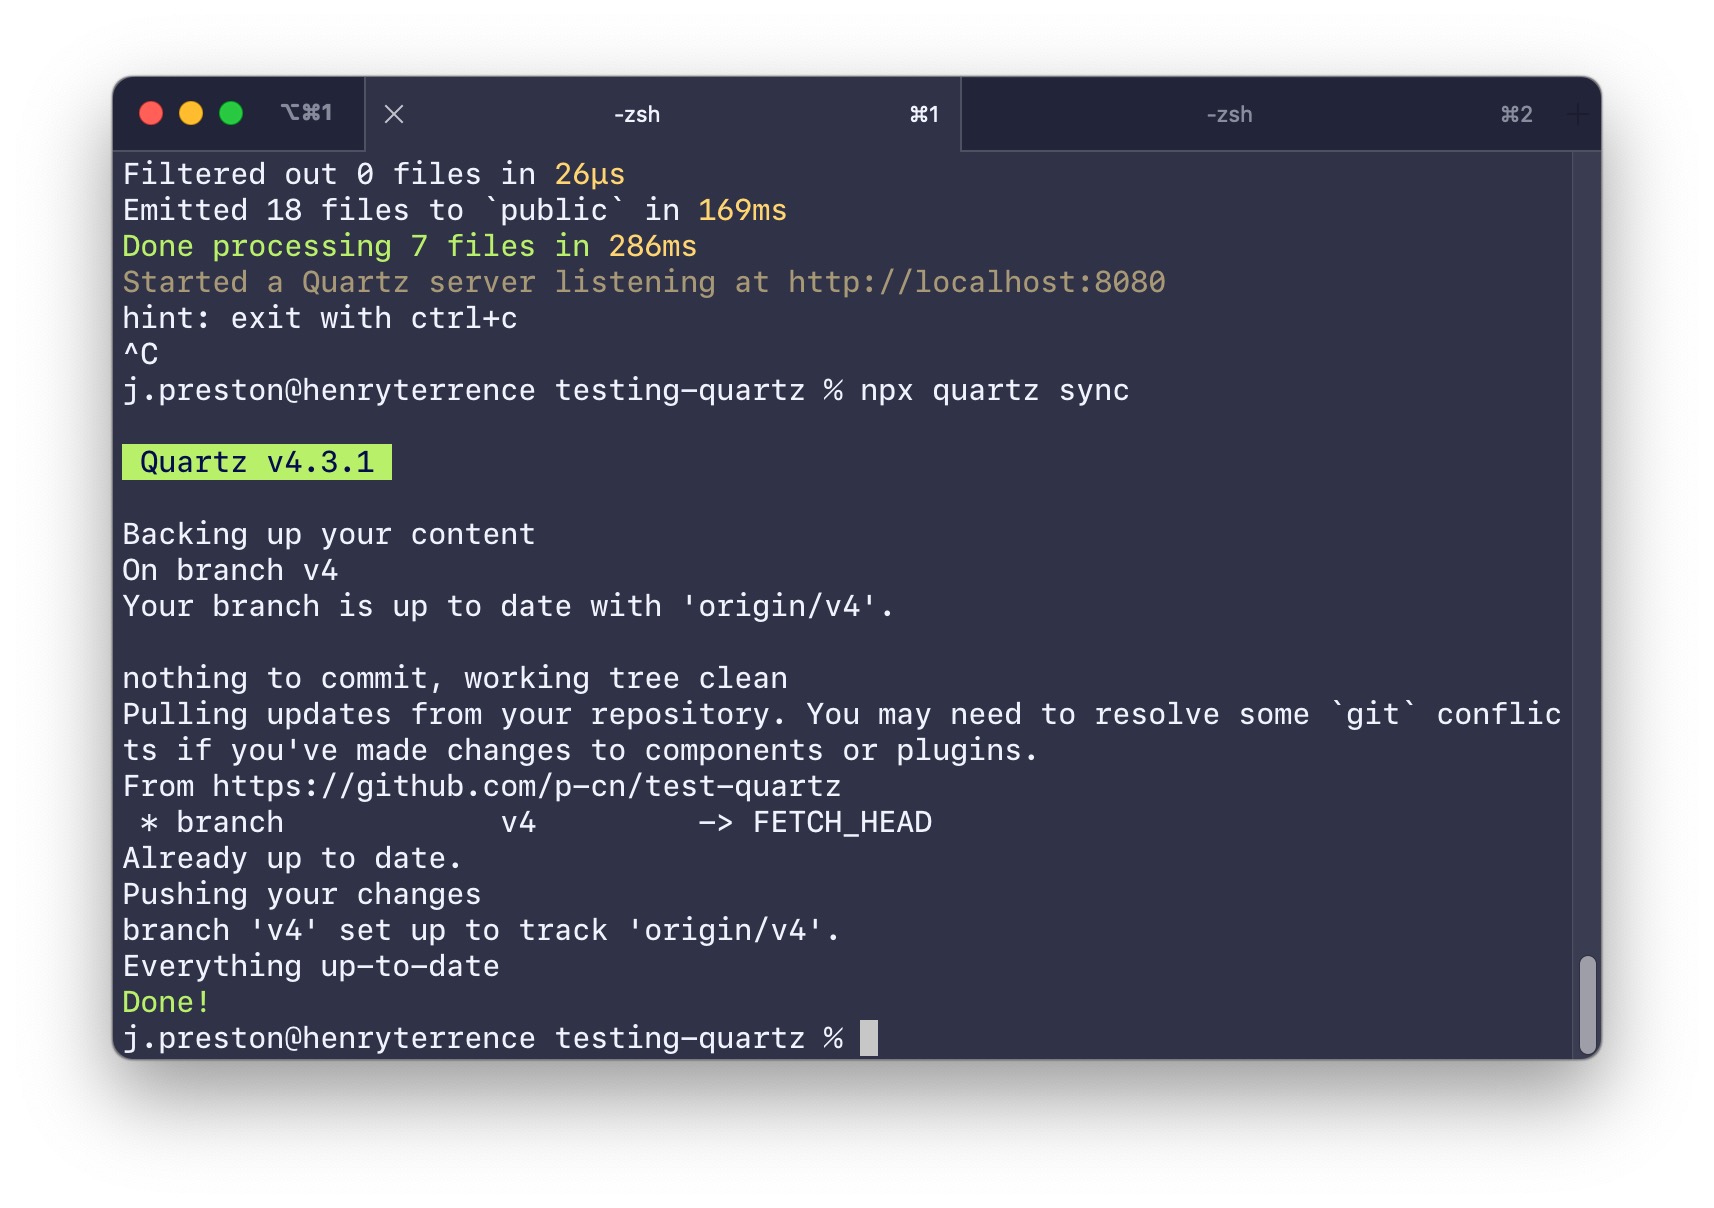 ⌥⌘1 -zsh ⌘1 -zsh ⌘2
Filtered out 0 files in 26μs
Emitted 18 files to `public` in 169ms
Done processing 7 files in 286ms
Started a Quartz server listening at http://localhost:8080
hint: exit with ctrl+c
^C
j.preston@henryterrence testing-quartz % npx quartz sync
Quartz v4.3.1
Backing up your content
On branch v4
Your branch is up to date with 'origin/v4'.
nothing to commit, working tree clean
Pulling updates from your repository. You may need to resolve some `git` conflic
ts if you've made changes to components or plugins.
From https://github.com/p-cn/test-quartz
 * branch            v4         -> FETCH_HEAD
Already up to date.
Pushing your changes
branch 'v4' set up to track 'origin/v4'.
Everything up-to-date
Done!
j.preston@henryterrence testing-quartz %